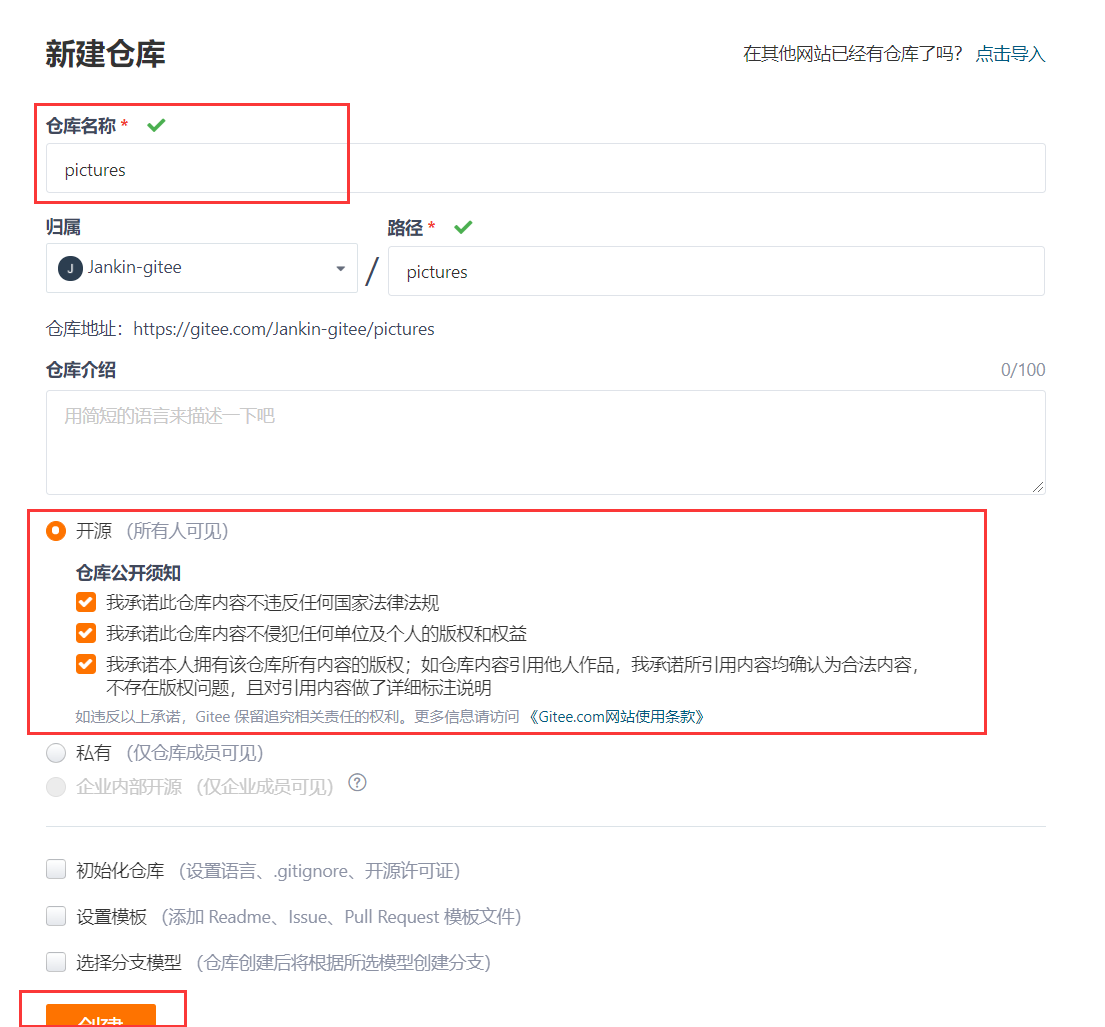 新建仓库
在其他网站已经有仓库了吗？ 点击导入
仓库名称 *
pictures
归属
路径 *
J Jankin-gitee / pictures
仓库地址：https://gitee.com/Jankin-gitee/pictures
仓库介绍 0/100
用简短的语言来描述一下吧
开源 （所有人可见）
仓库公开须知
我承诺此仓库内容不违反任何国家法律法规
我承诺此仓库内容不侵犯任何单位及个人的版权和权益
我承诺本人拥有该仓库所有内容的版权；如仓库内容引用他人作品，我承诺所引用内容均确认为合法内容，
不存在版权问题，且对引用内容做了详细标注说明
如违反以上承诺，Gitee 保留追究相关责任的权利。更多信息请访问 《Gitee.com网站使用条款》
私有 （仅仓库成员可见）
企业内部开源 （仅企业成员可见） ?
初始化仓库 （设置语言、.gitignore、开源许可证）
设置模板 （添加 Readme、Issue、Pull Request 模板文件）
选择分支模型 （仓库创建后将根据所选模型创建分支）
创建